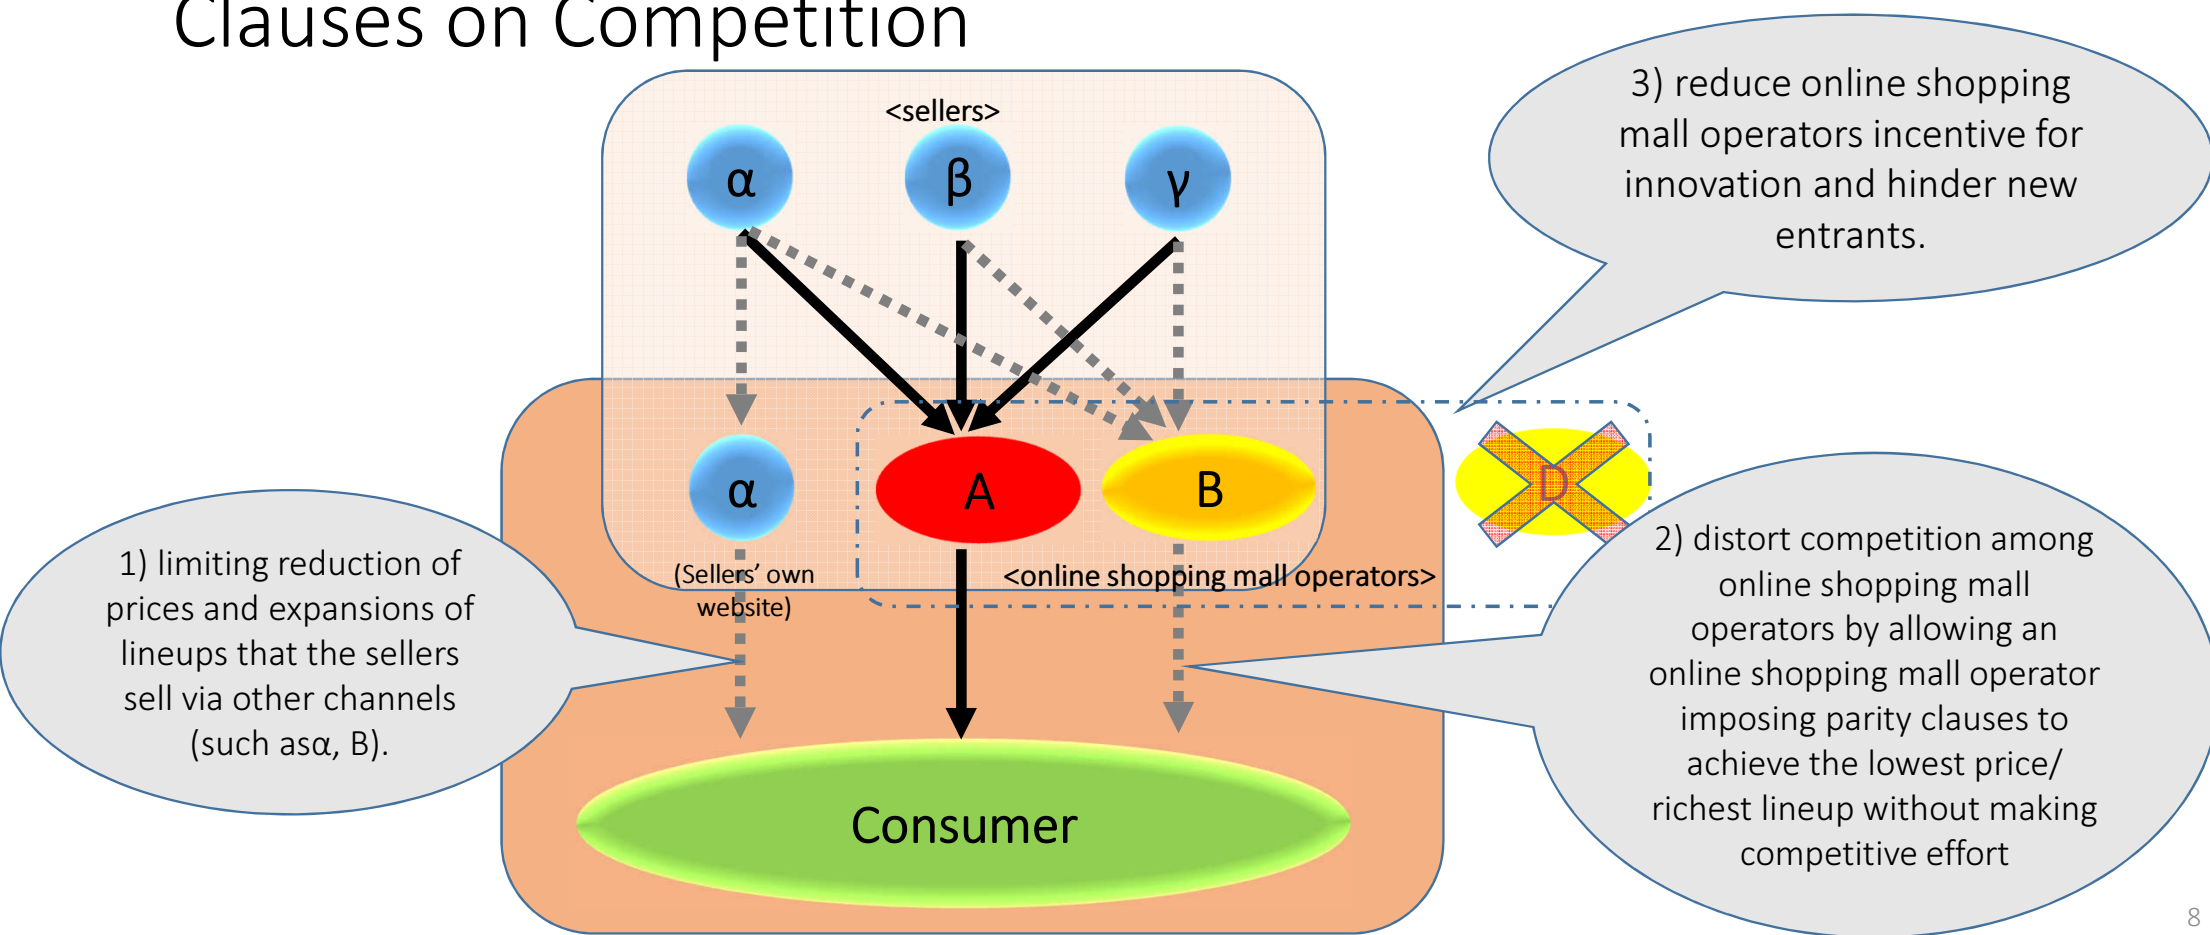 Clauses on Competition
<sellers>
α
β
γ
3) reduce online shopping
mall operators incentive for
innovation and hinder new
entrants.
α
A
B
D
(Sellers’ own
website)
<online shopping mall operators>
1) limiting reduction of
prices and expansions of
lineups that the sellers
sell via other channels
(such asα, B).
2) distort competition among
online shopping mall
operators by allowing an
online shopping mall operator
imposing parity clauses to
achieve the lowest price/
richest lineup without making
competitive effort
Consumer
8